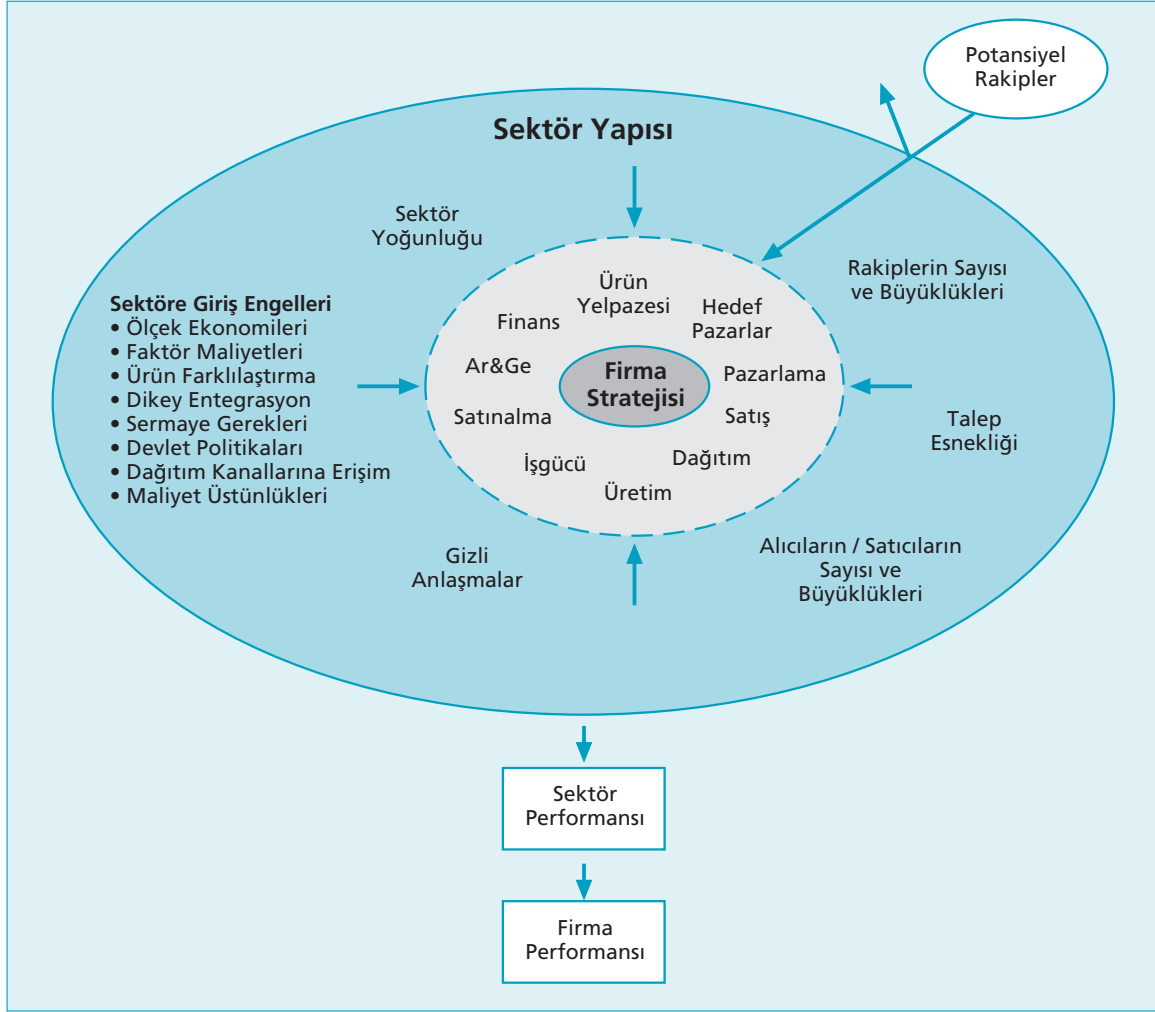 Potansiyel
Rakipler
Sektör Yapısı
Sektör
Yoğunluğu
Rakiplerin Sayısı
ve Büyüklükleri
Sektöre Giriş Engelleri
• Ölçek Ekonomileri
• Faktör Maliyetleri
• Ürün Farklılaştırma
• Dikey Entegrasyon
• Sermaye Gerekleri
• Devlet Politikaları
• Dağıtım Kanallarına Erişim
• Maliyet Üstünlükleri
Ürün
Yelpazesi
Hedef
Pazarlar
Finans
Ar&Ge
Firma
Stratejisi
Pazarlama
Satınalma
Satış
İşgücü
Dağıtım
Üretim
Talep
Esnekliği
Gizli
Anlaşmalar
Alıcıların / Satıcıların
Sayısı ve
Büyüklükleri
Sektör
Performansı
Firma
Performansı